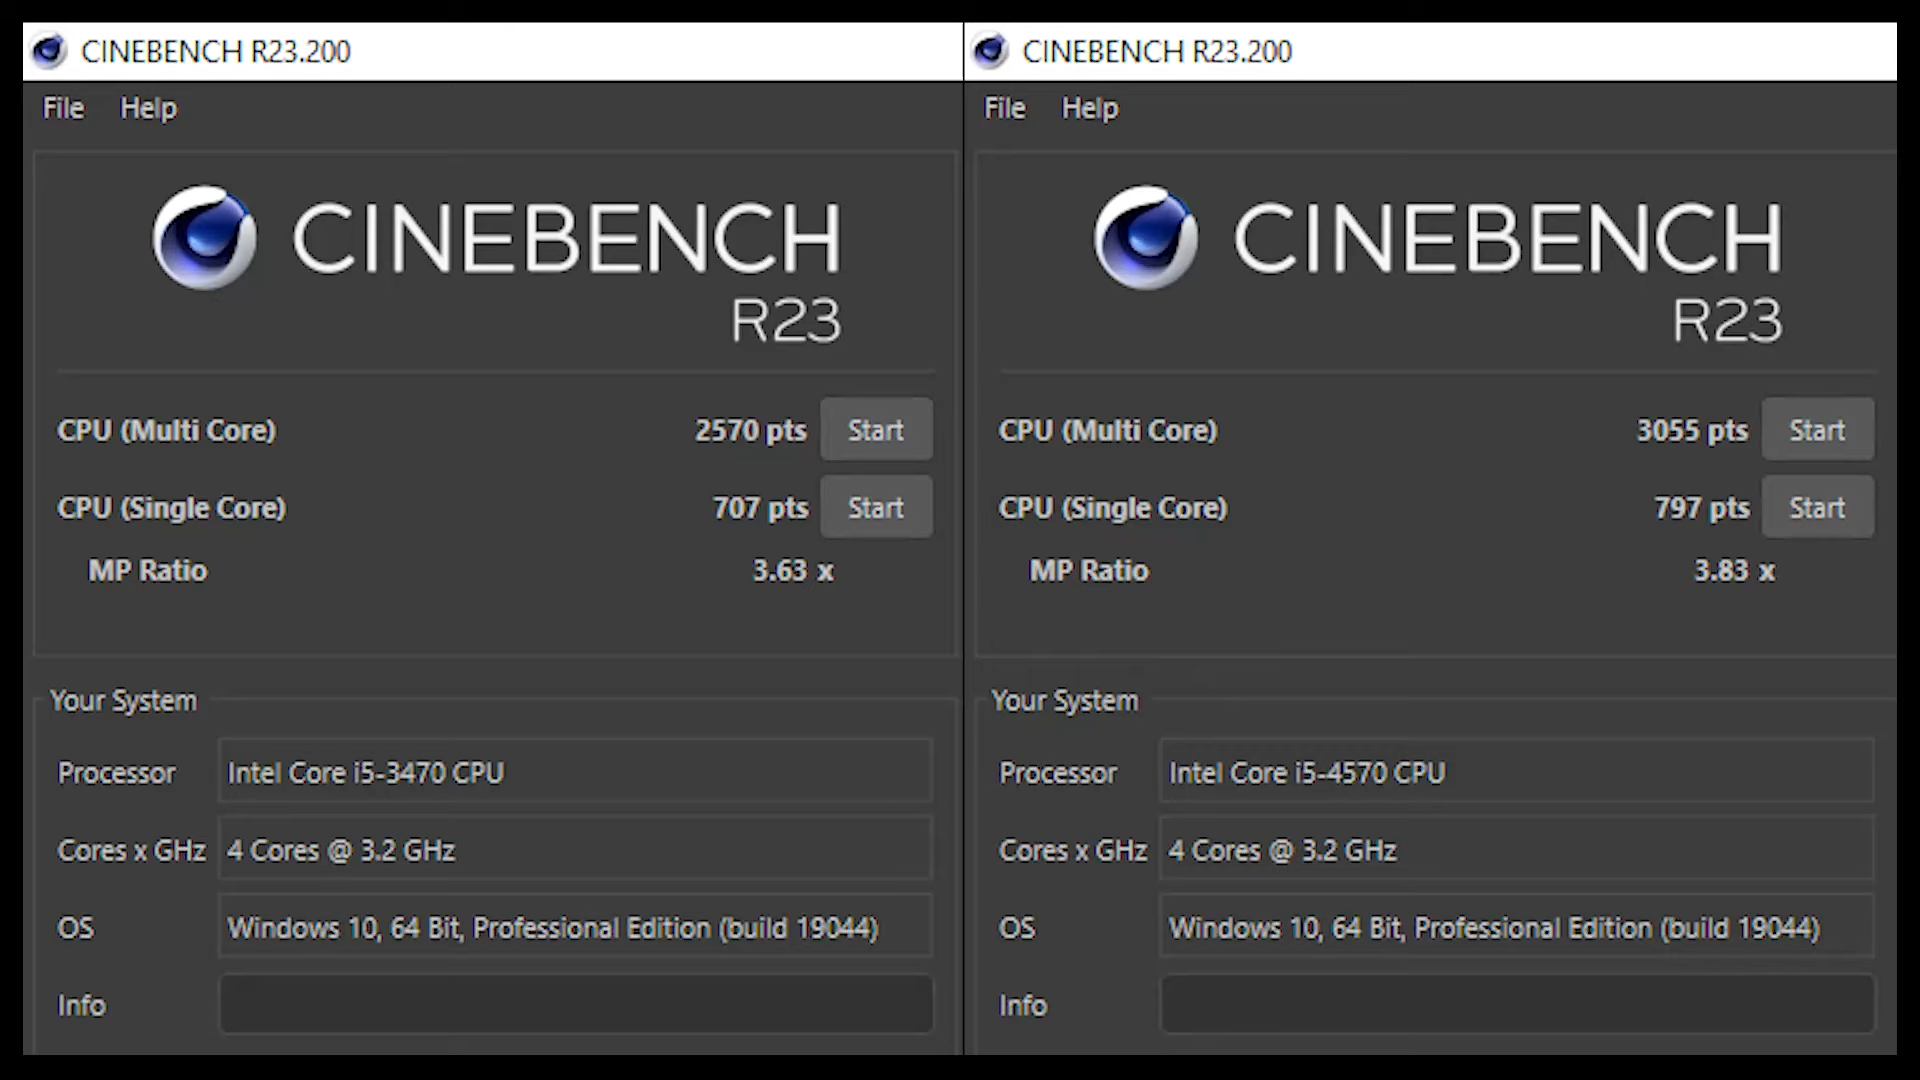 CINEBENCH R23.200
File Help
CINEBENCH
R23
CPU (Multi Core) 2570 pts Start
CPU (Single Core) 707 pts Start
MP Ratio 3.63 x
Your System
Processor Intel Core i5-3470 CPU
Cores x GHz 4 Cores @ 3.2 GHz
OS Windows 10, 64 Bit, Professional Edition (build 19044)
Info
CINEBENCH R23.200
File Help
CINEBENCH
R23
CPU (Multi Core) 3055 pts Start
CPU (Single Core) 797 pts Start
MP Ratio 3.83 x
Your System
Processor Intel Core i5-4570 CPU
Cores x GHz 4 Cores @ 3.2 GHz
OS Windows 10, 64 Bit, Professional Edition (build 19044)
Info